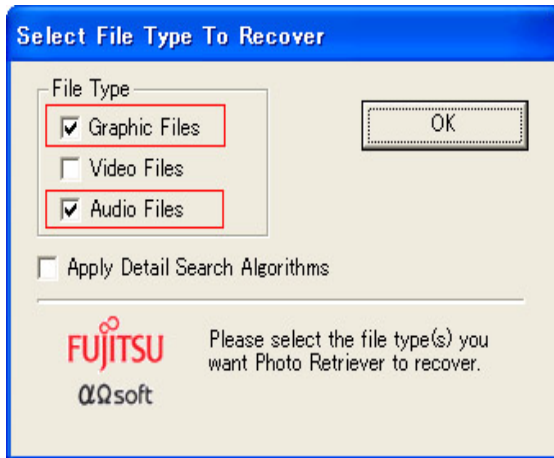 Select File Type To Recover
File Type
Graphic Files
OK
Video Files
Audio Files
Apply Detail Search Algorithms
FUJITSU
αΩsoft
Please select the file type(s) you
want Photo Retriever to recover.